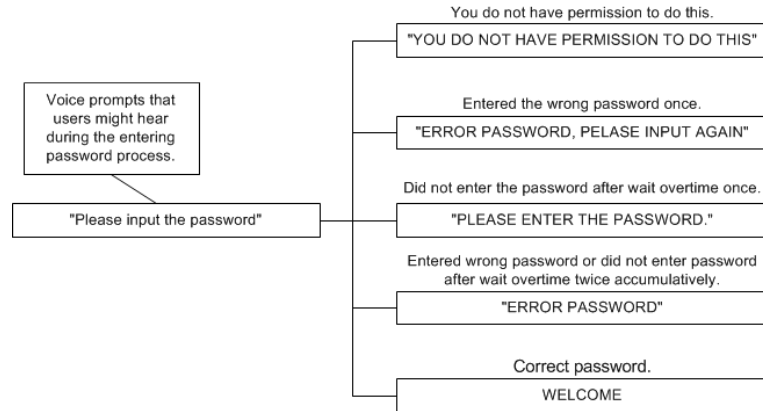 You do not have permission to do this.
"YOU DO NOT HAVE PERMISSION TO DO THIS"
Voice prompts that
users might hear
during the entering
password process.
Entered the wrong password once.
"ERROR PASSWORD, PELASE INPUT AGAIN"
Did not enter the password after wait overtime once.
"Please input the password"
"PLEASE ENTER THE PASSWORD."
Entered wrong password or did not enter password
after wait overtime twice accumulatively.
"ERROR PASSWORD"
Correct password.
WELCOME